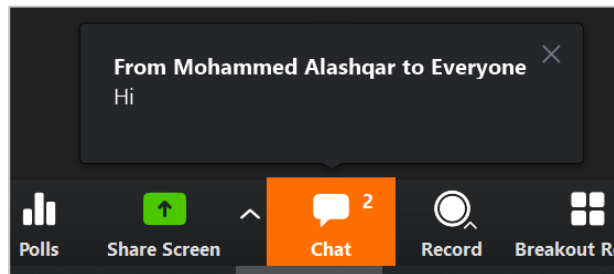 From Mohammed Alashqar to Everyone
Hi
2
Polls
Share Screen
Chat
Record
Breakout R